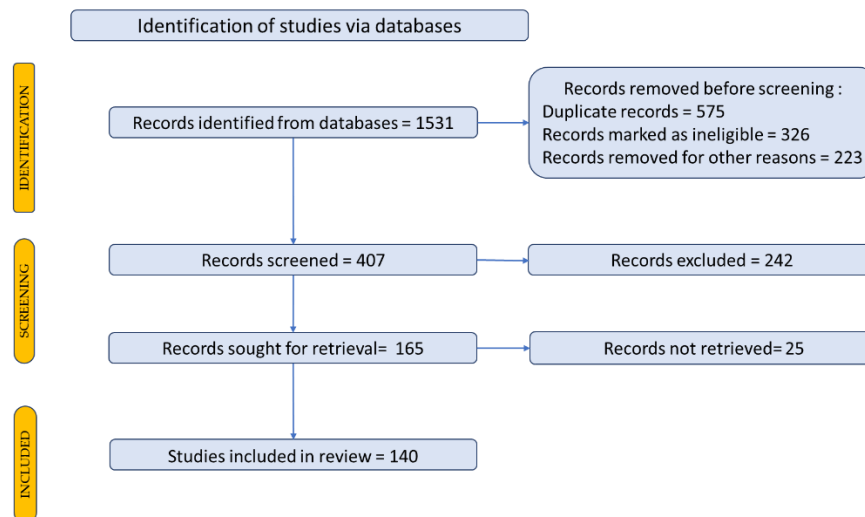 Identification of studies via databases
IDENTIFICATION
Records identified from databases = 1531
Records removed before screening :
Duplicate records = 575
Records marked as ineligible = 326
Records removed for other reasons = 223
SCREENING
Records screened = 407
Records excluded = 242
Records sought for retrieval= 165
Records not retrieved= 25
INCLUDED
Studies included in review = 140